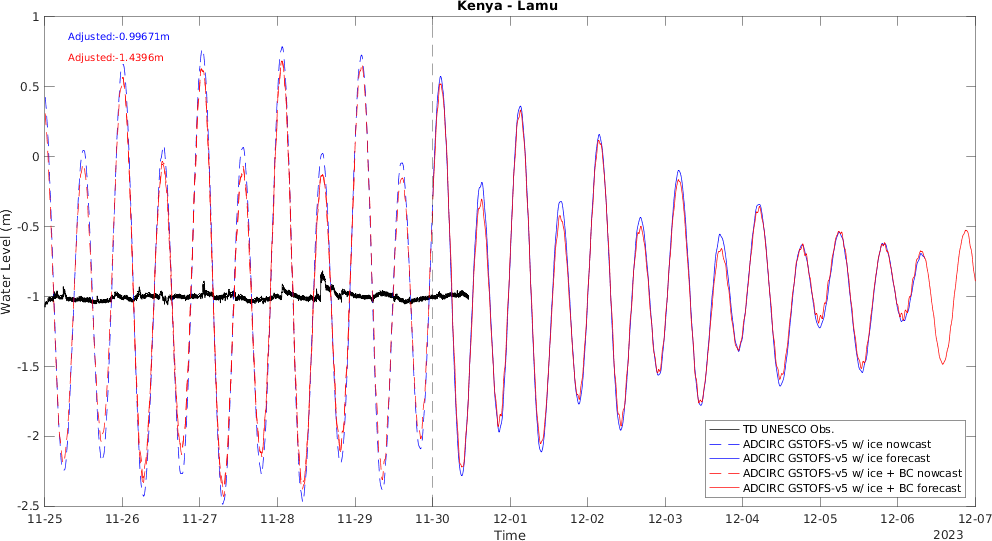 Kenya - Lamu
Adjusted:-0.99671m
Adjusted:-1.4396m
Water Level (m)
1
0.5
0
-0.5
-1
-1.5
-2
-2.5
TD UNESCO Obs.
ADCIRC GSTOFS-v5 w/ ice nowcast
ADCIRC GSTOFS-v5 w/ ice forecast
ADCIRC GSTOFS-v5 w/ ice + BC nowcast
ADCIRC GSTOFS-v5 w/ ice + BC forecast
11-25 11-26 11-27 11-28 11-29 11-30 12-01 12-02 12-03 12-04 12-05 12-06 12-07
Time
2023